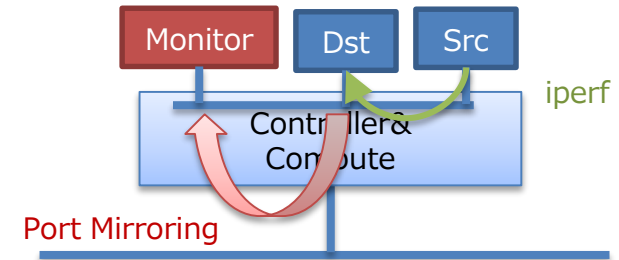 Monitor
Dst
Src
iperf
Controller&
Compute
Port Mirroring